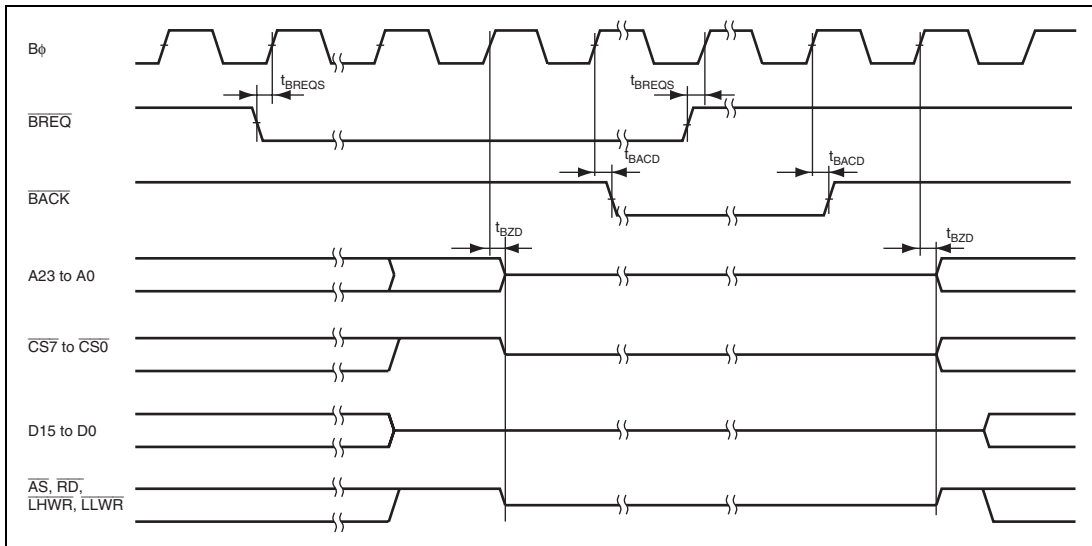 Bφ
tBREQS
tBREQS
BREQ
tBACD
tBACD
BACK
tBZD
tBZD
A23 to A0
CS7 to CS0
D15 to D0
AS, RD,
LHWR, LLWR